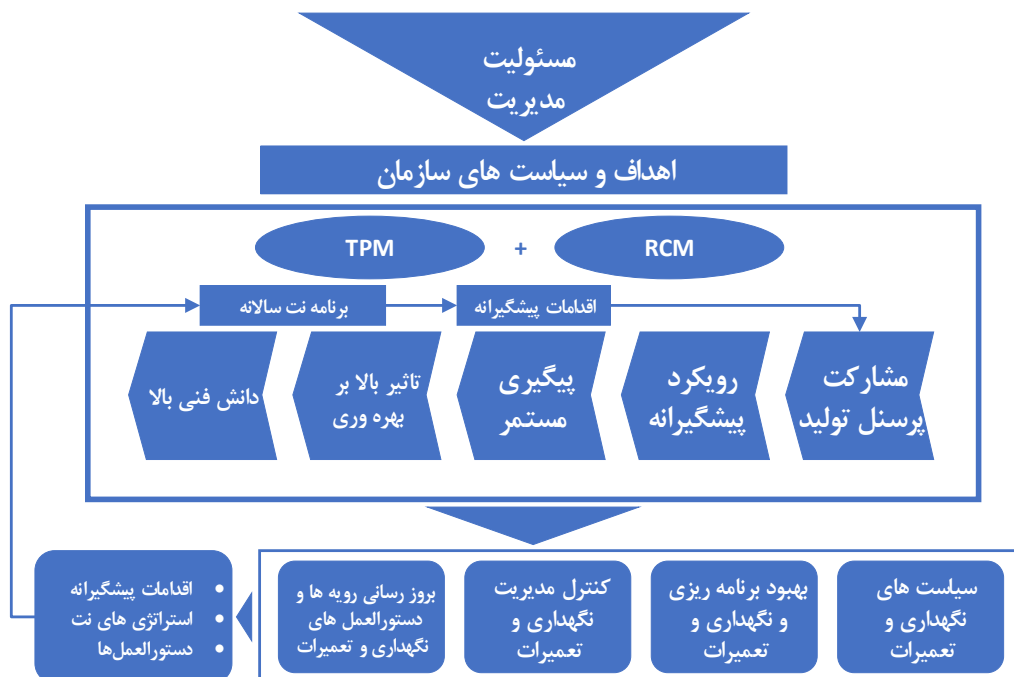 مسئولیت
مدیریت
اهداف و سیاست های سازمان
TPM + RCM
برنامه نت سالانه
اقدامات پیشگیرانه
مشارکت
پرسنل تولید
رویکرد
پیشگیرانه
پیگیری
مستمر
تاثیر بالا بر
بهره وری
دانش فنی بالا
سیاست های
نگهداری و
تعمیرات
بهبود برنامه ریزی
و نگهداری و
تعمیرات
کنترل مدیریت
نگهداری و
تعمیرات
بروز رسانی رویه ها و
دستورالعمل های
نگهداری و تعمیرات
• اقدامات پیشگیرانه
• استراتژی های نت
• دستورالعمل‌ها